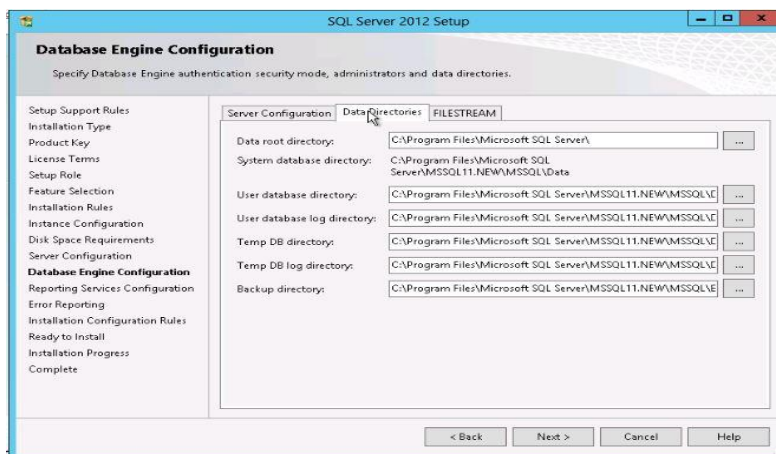 SQL Server 2012 Setup
Database Engine Configuration
Specify Database Engine authentication security mode, administrators and data directories.
Setup Support Rules
Installation Type
Product Key
License Terms
Setup Role
Feature Selection
Installation Rules
Instance Configuration
Disk Space Requirements
Server Configuration
Database Engine Configuration
Reporting Services Configuration
Error Reporting
Installation Configuration Rules
Ready to Install
Installation Progress
Complete
Server Configuration Data Directories FILESTREAM
Data root directory: C:\Program Files\Microsoft SQL Server\ ...
System database directory: C:\Program Files\Microsoft SQL
Server\MSSQL11.NEW\MSSQL\Data
User database directory: C:\Program Files\Microsoft SQL Server\MSSQL11.NEW\MSSQL\D ...
User database log directory: C:\Program Files\Microsoft SQL Server\MSSQL11.NEW\MSSQL\D ...
Temp DB directory: C:\Program Files\Microsoft SQL Server\MSSQL11.NEW\MSSQL\D ...
Temp DB log directory: C:\Program Files\Microsoft SQL Server\MSSQL11.NEW\MSSQL\D ...
Backup directory: C:\Program Files\Microsoft SQL Server\MSSQL11.NEW\MSSQL\B ...
< Back Next > Cancel Help